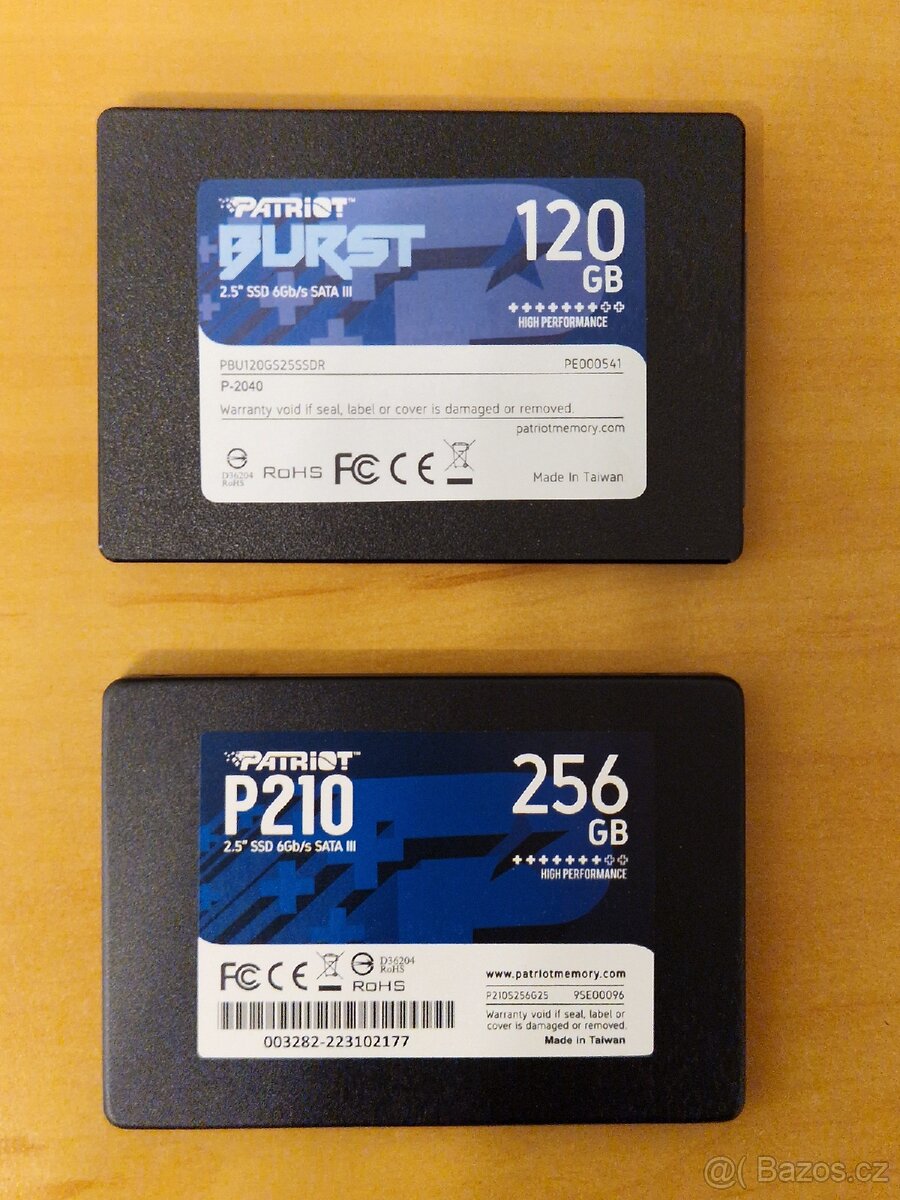 PATRIOT™
BURST
2.5" SSD 6Gb/s SATA III
120
GB
HIGH PERFORMANCE
PBU120GS25SSDR PE000541
P-2040
Warranty void if seal, label or cover is damaged or removed.
patriotmemory.com
D36204
RoHS
RoHS FC CE
Made In Taiwan
PATRIOT™
P210
2.5" SSD 6Gb/s SATA III
256
GB
HIGH PERFORMANCE
FC CE D36204
RoHS
RoHS
003282-223102177
www.patriotmemory.com
P210S256G25 9SE00096
Warranty void if seal, label or
cover is damaged or removed.
Made in Taiwan
@( Bazos.cz